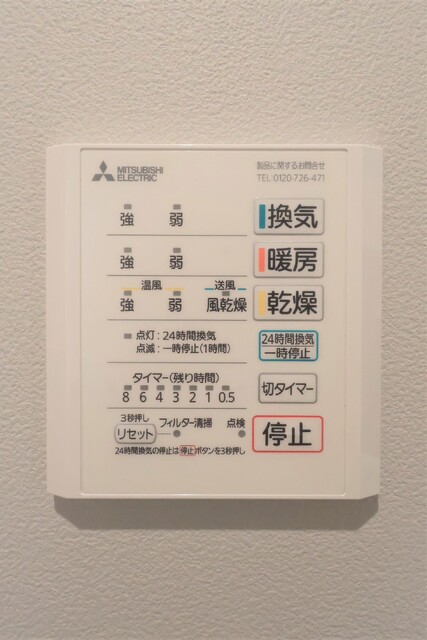 MITSUBISHI
ELECTRIC
製品に関するお問合せ
TEL:0120-726-471
強 弱 換気
強 弱 暖房
温風 送風
強 弱 風乾燥 乾燥
点灯:24時間換気
点滅:一時停止(1時間)
24時間換気
一時停止
タイマー(残り時間)
8 6 4 3 2 1 0.5
切タイマー
3秒押し
リセット フィルター清掃 点検
停止
24時間換気の停止は停止ボタンを3秒押し